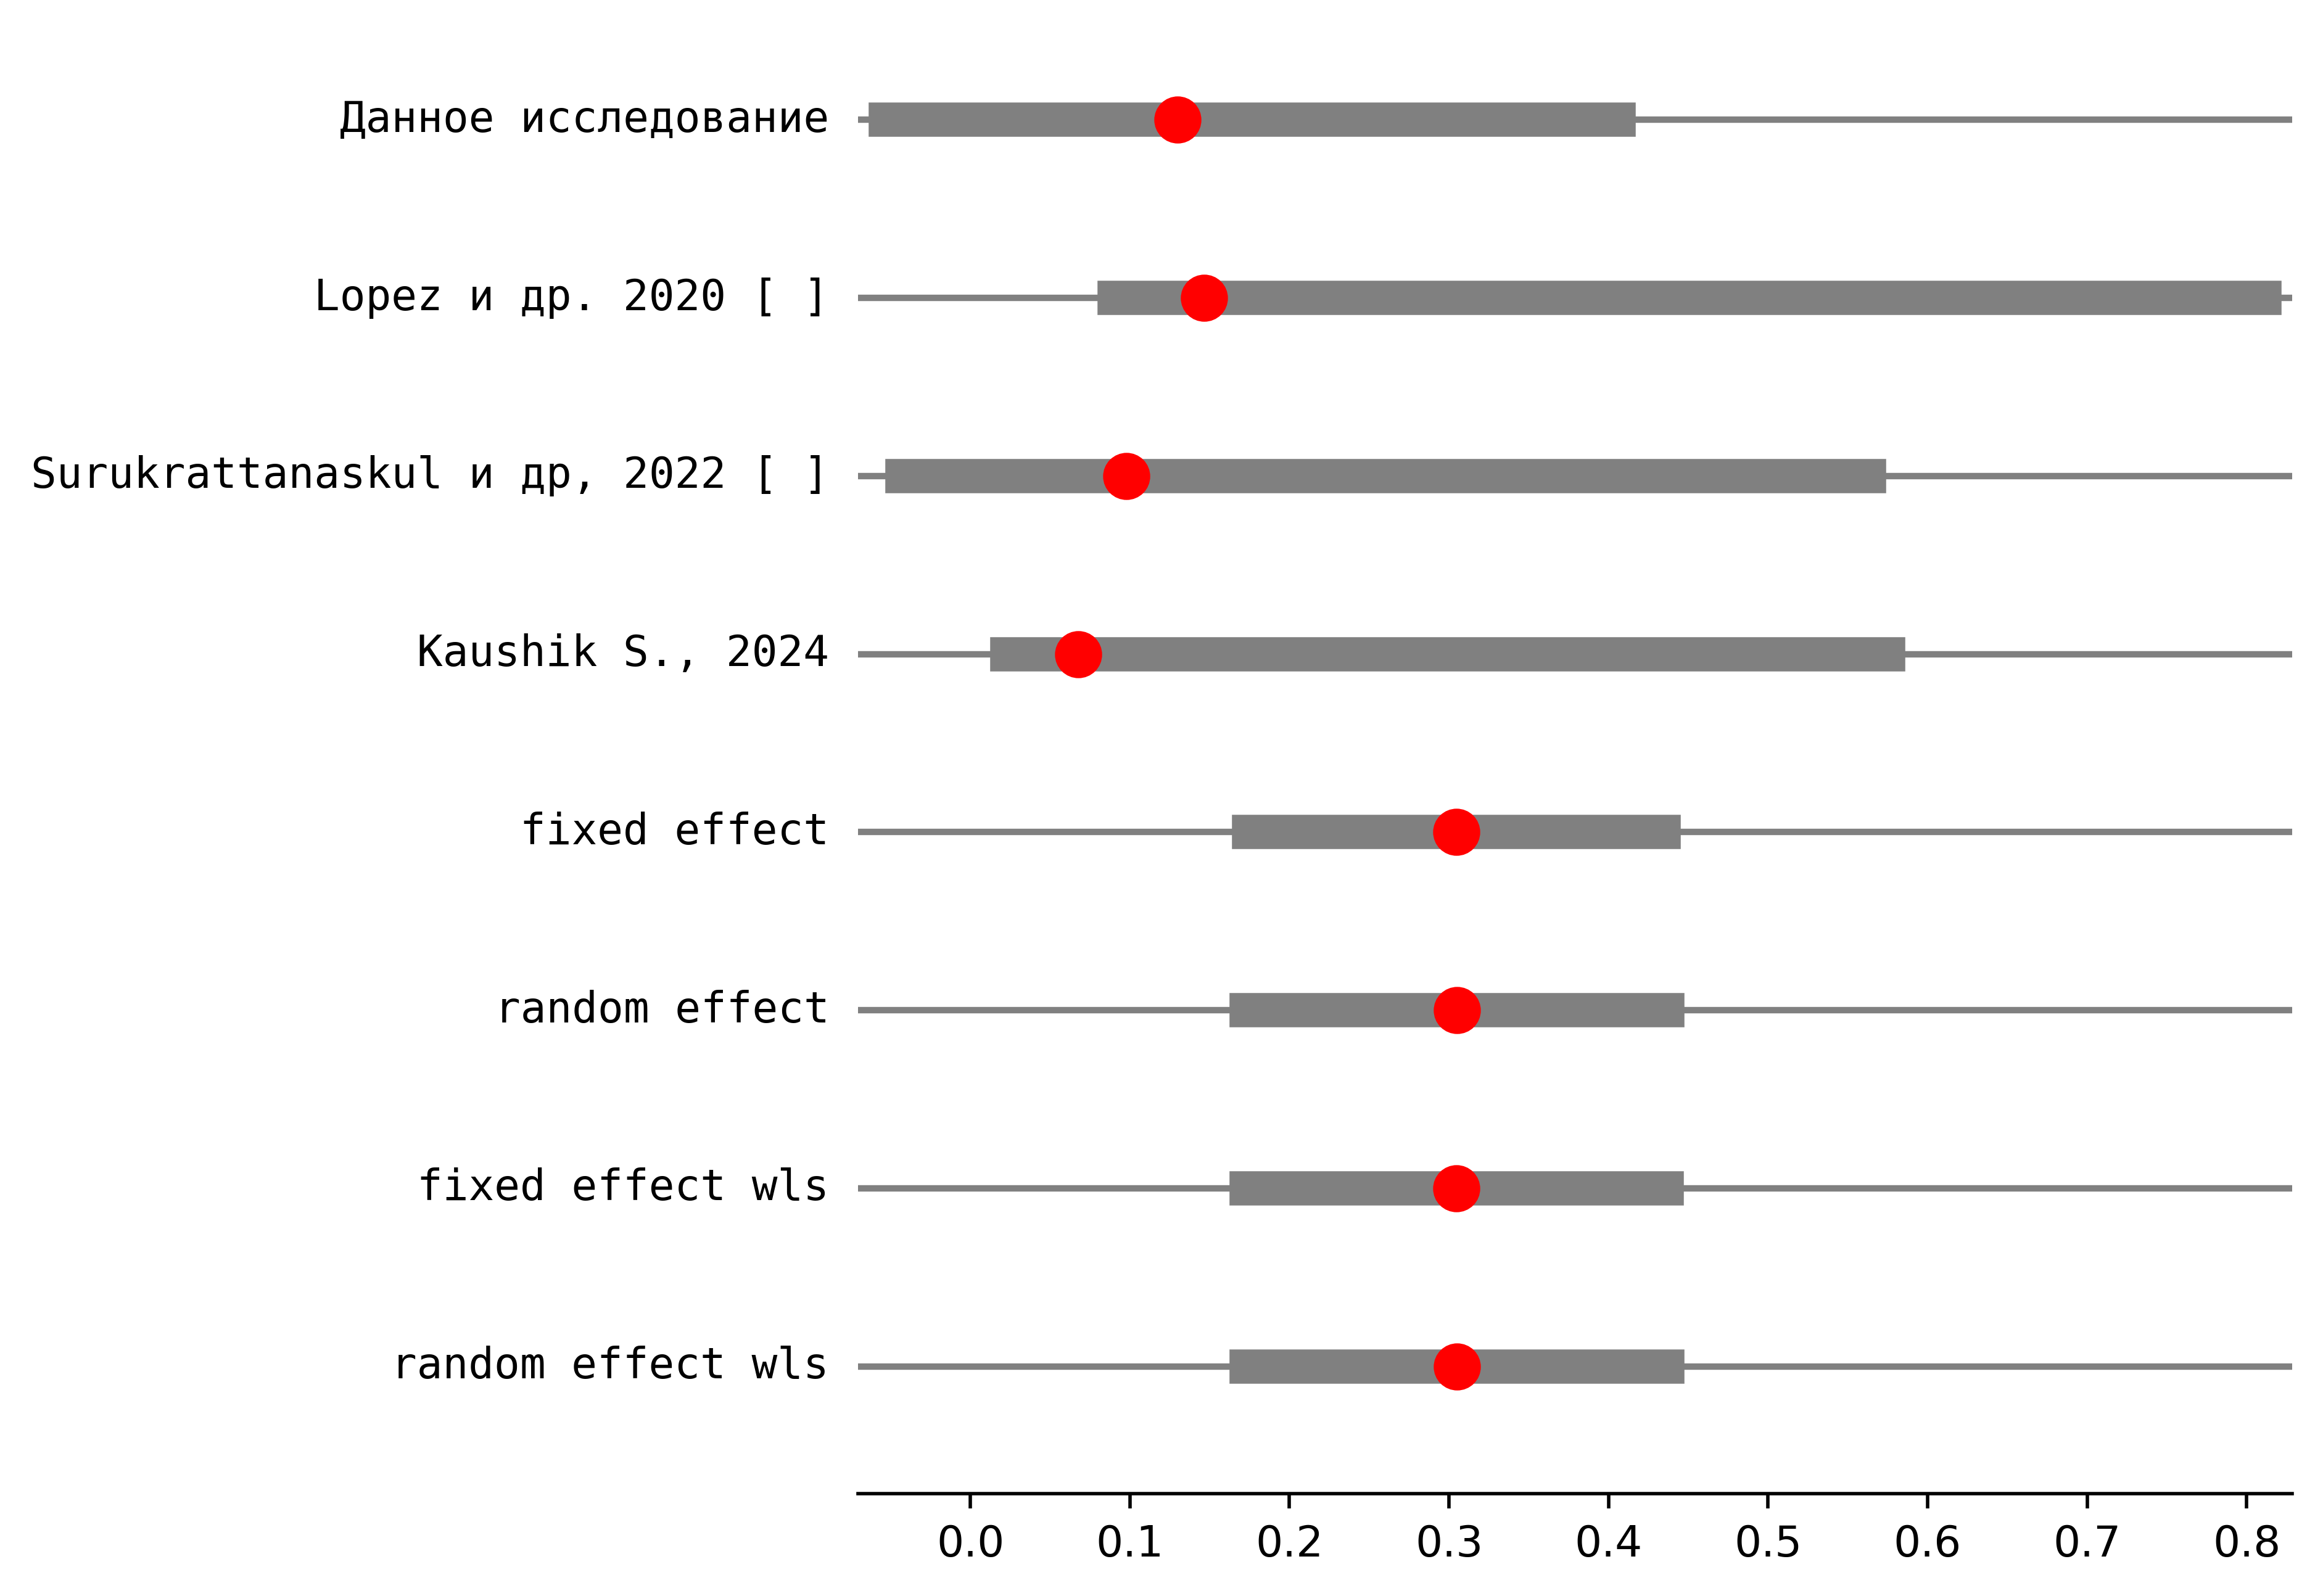 Данное исследование
Lopez и др. 2020 [ ]
Surukrattanaskul и др, 2022 [ ]
Kaushik S., 2024
fixed effect
random effect
fixed effect wls
random effect wls
0.0 0.1 0.2 0.3 0.4 0.5 0.6 0.7 0.8